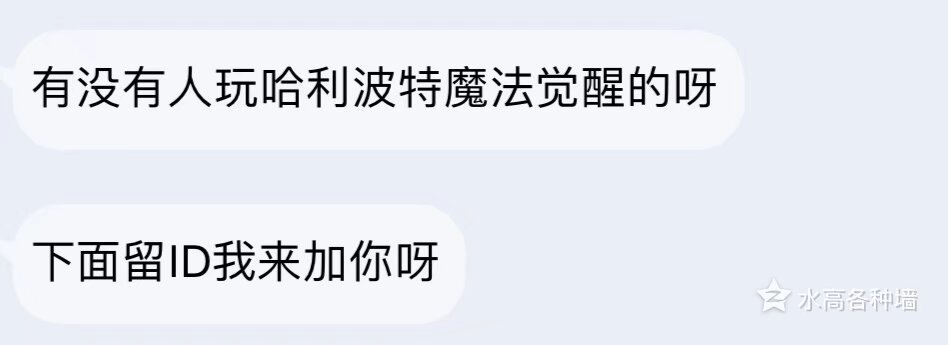 有没有人玩哈利波特魔法觉醒的呀
下面留ID我来加你呀
水高各种墙